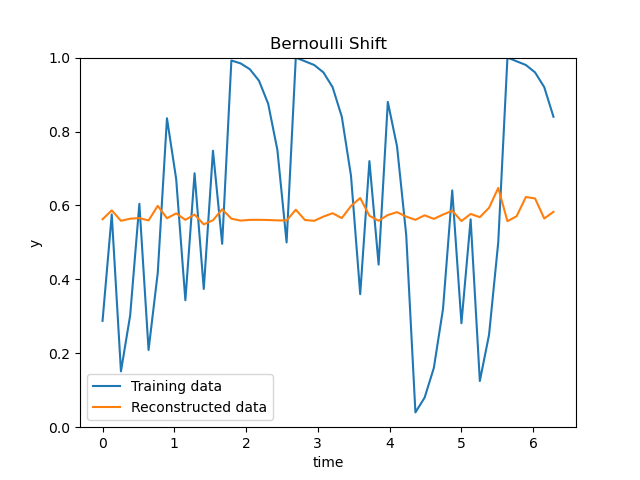 Bernoulli Shift
1.0
0.8
0.6
0.4
0.2
0.0
y
Training data
Reconstructed data
0 1 2 3 4 5 6
time